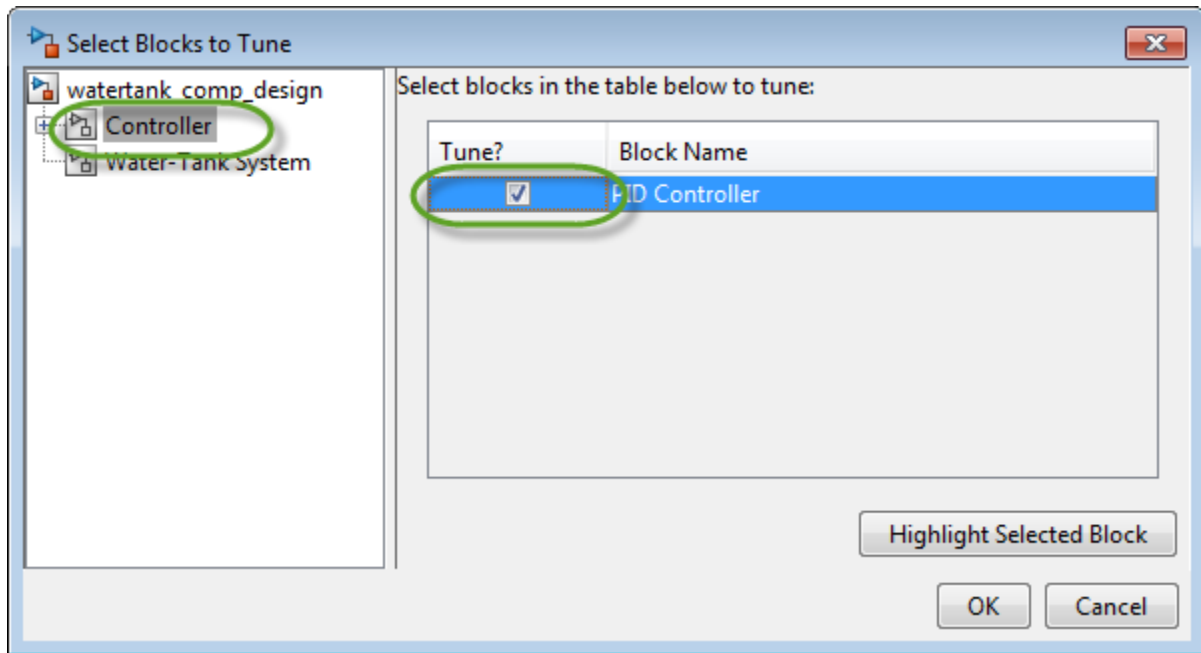 Select Blocks to Tune
watertank_comp_design
Controller
Water-Tank System
Select blocks in the table below to tune:
Tune? Block Name
PID Controller
Highlight Selected Block
OK Cancel